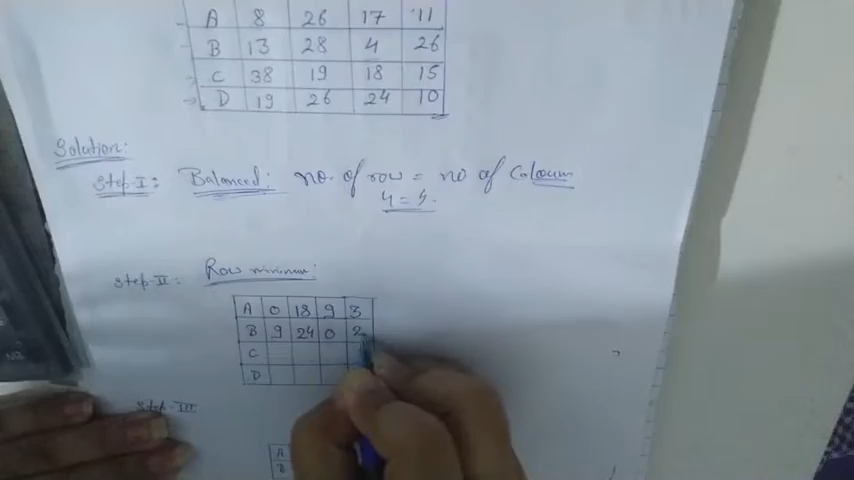 A 8 26 17 11
B 13 28 4 26
C 38 19 18 15
D 19 26 24 10
Solution:
Step-I: Balanced: no. of row = no of Coloum
4 = 4.
Step-II: Row minimum:
A 0 18 9 3
B 9 24 0 2
C
D
Step-III
A
B